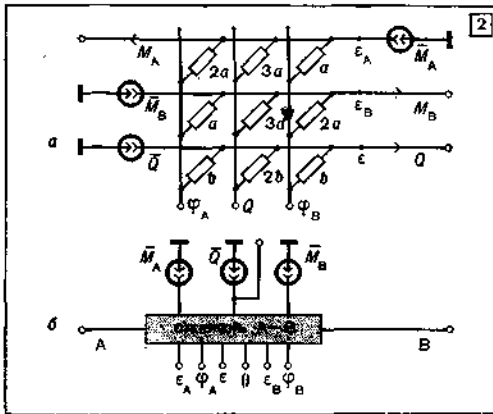 2
M_A ε_A M̄_A
2a 3a a
M̄_B ε_B M_B
a 3a 2a
а Q̄ ε Q
b 2b b
φ_A Q φ_B
M̄_A Q̄ M̄_B
б
A B
ε_A φ_A ε θ ε_B φ_B